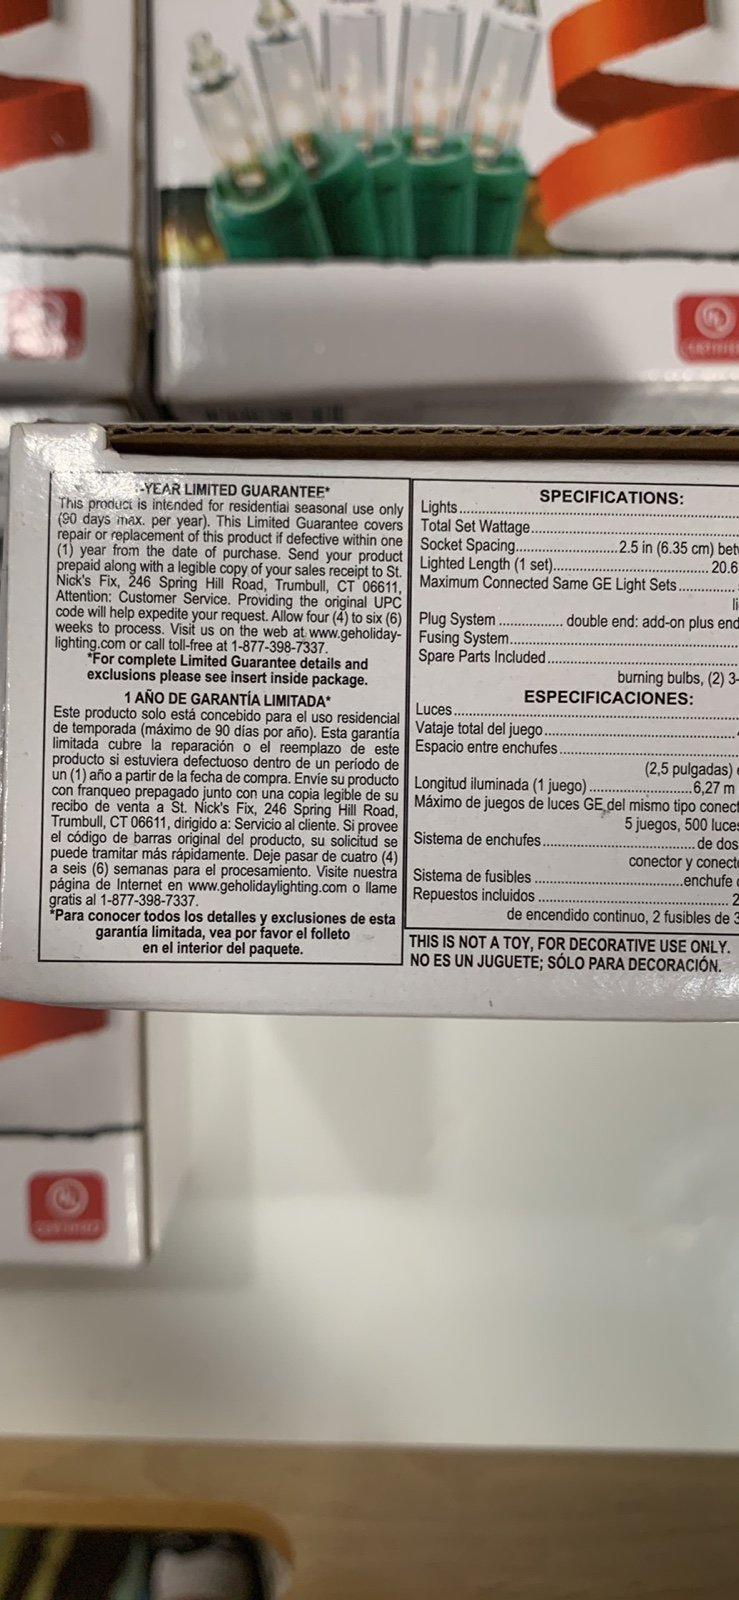 -YEAR LIMITED GUARANTEE*
This product is intended for residential seasonal use only
(90 days max. per year). This Limited Guarantee covers
repair or replacement of this product if defective within one
(1) year from the date of purchase. Send your product
prepaid along with a legible copy of your sales receipt to St.
Nick's Fix, 246 Spring Hill Road, Trumbull, CT 06611,
Attention: Customer Service. Providing the original UPC
code will help expedite your request. Allow four (4) to six (6)
weeks to process. Visit us on the web at www.geholiday-
lighting.com or call toll-free at 1-877-398-7337.
*For complete Limited Guarantee details and
exclusions please see insert inside package.
1 AÑO DE GARANTÍA LIMITADA*
Este producto solo está concebido para el uso residencial
de temporada (máximo de 90 días por año). Esta garantía
limitada cubre la reparación o el reemplazo de este
producto si estuviera defectuoso dentro de un período de
un (1) año a partir de la fecha de compra. Envíe su producto
con franqueo prepagado junto con una copia legible de su
recibo de venta a St. Nick's Fix, 246 Spring Hill Road,
Trumbull, CT 06611, dirigido a: Servicio al cliente. Si provee
el código de barras original del producto, su solicitud se
puede tramitar más rápidamente. Deje pasar de cuatro (4)
a seis (6) semanas para el procesamiento. Visite nuestra
página de Internet en www.geholidaylighting.com o llame
gratis al 1-877-398-7337.
*Para conocer todos los detalles y exclusiones de esta
garantía limitada, vea por favor el folleto
en el interior del paquete.
SPECIFICATIONS:
Lights
Total Set Wattage
Socket Spacing 2.5 in (6.35 cm) betw
Lighted Length (1 set) 20.6
Maximum Connected Same GE Light Sets
li
Plug System double end: add-on plus end
Fusing System
Spare Parts Included
burning bulbs, (2) 3-
ESPECIFICACIONES:
Luces
Vataje total del juego
Espacio entre enchufes
(2,5 pulgadas)
Longitud iluminada (1 juego) 6,27 m
Máximo de juegos de luces GE del mismo tipo conect
5 juegos, 500 luces
Sistema de enchufes de dos
conector y conecto
Sistema de fusibles enchufe
Repuestos incluidos 2
de encendido continuo, 2 fusibles de 3
THIS IS NOT A TOY, FOR DECORATIVE USE ONLY.
NO ES UN JUGUETE; SÓLO PARA DECORACIÓN.